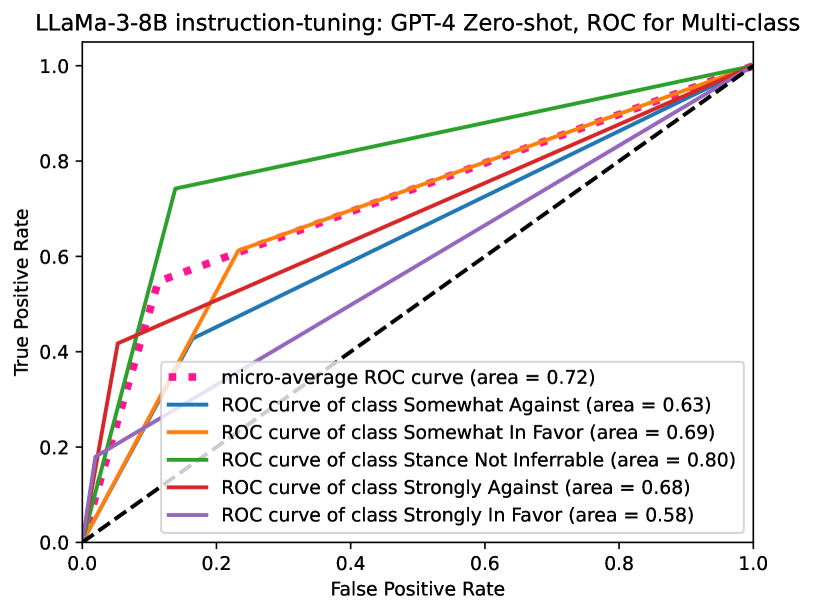 LLaMa-3-8B instruction-tuning: GPT-4 Zero-shot, ROC for Multi-class
True Positive Rate
1.0
0.8
0.6
0.4
0.2
0.0
micro-average ROC curve (area = 0.72)
ROC curve of class Somewhat Against (area = 0.63)
ROC curve of class Somewhat In Favor (area = 0.69)
ROC curve of class Stance Not Inferrable (area = 0.80)
ROC curve of class Strongly Against (area = 0.68)
ROC curve of class Strongly In Favor (area = 0.58)
0.0 0.2 0.4 0.6 0.8 1.0
False Positive Rate